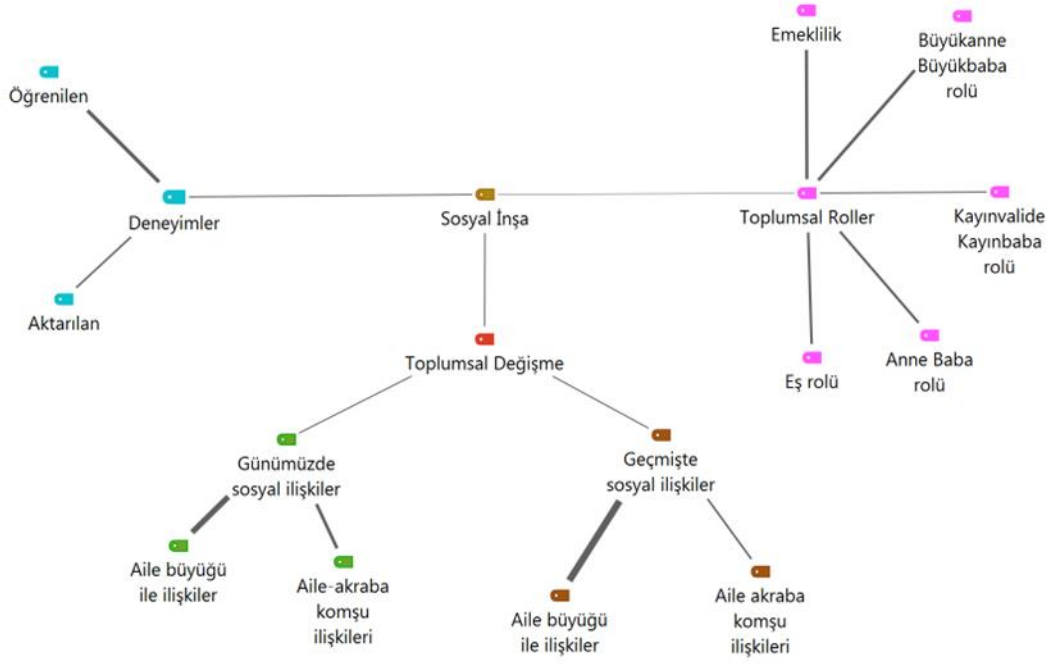 Emeklilik
Büyükanne
Büyükbaba
rolü
Öğrenilen
Deneyimler
Sosyal İnşa
Toplumsal Roller
Kayınvalide
Kayınbaba
rolü
Aktarılan
Toplumsal Değişme
Eş rolü
Anne Baba
rolü
Günümüzde
sosyal ilişkiler
Geçmişte
sosyal ilişkiler
Aile büyüğü
ile ilişkiler
Aile-akraba
komşu
ilişkileri
Aile büyüğü
ile ilişkiler
Aile akraba
komşu
ilişkileri